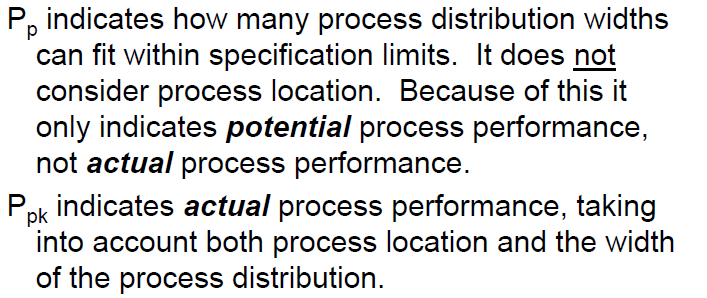 Pp indicates how many process distribution widths
can fit within specification limits. It does not
consider process location. Because of this it
only indicates potential process performance,
not actual process performance.
Ppk indicates actual process performance, taking
into account both process location and the width
of the process distribution.